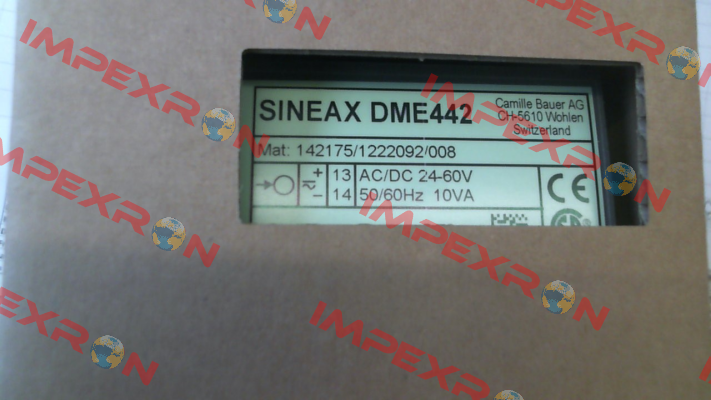 SINEAX DME442
Camille Bauer AG
CH-5610 Wohlen
Switzerland
Mat: 142175/1222092/008
+ 13 AC/DC 24-60V
- 14 50/60Hz 10VA
CE
IMPEXRON
IMPEXRON
IMPEXRON
IMPEXRON
IMPEXRON
IMPEXRON
IMPEXRON
IMPEXRON